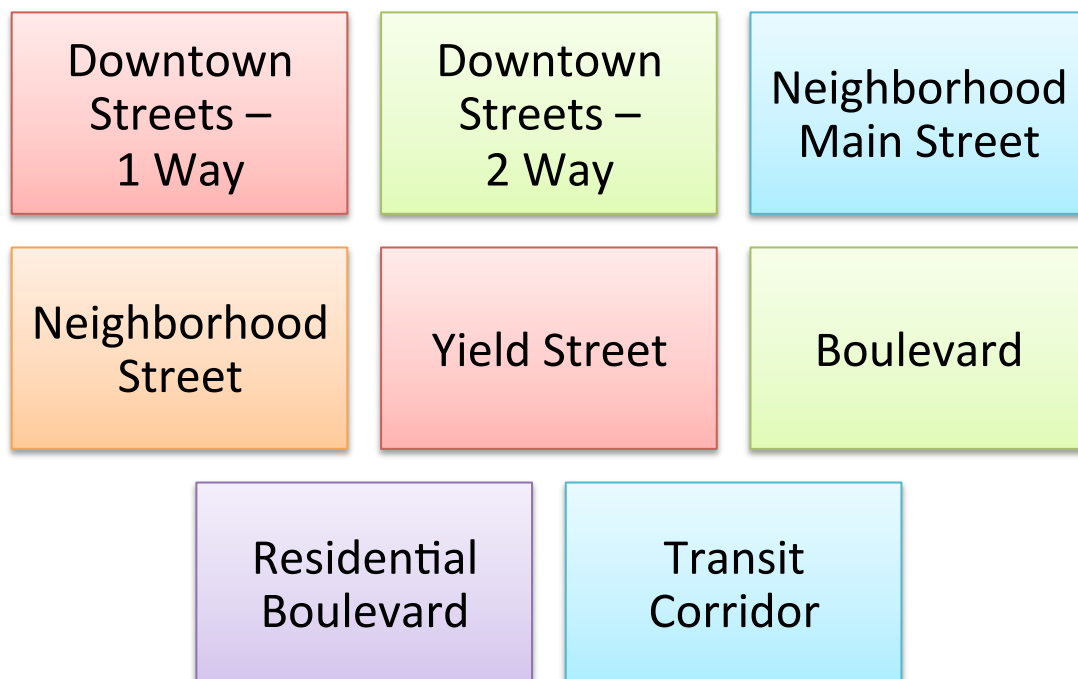 Downtown
Streets –
1 Way
Downtown
Streets –
2 Way
Neighborhood
Main Street
Neighborhood
Street
Yield Street
Boulevard
Residential
Boulevard
Transit
Corridor